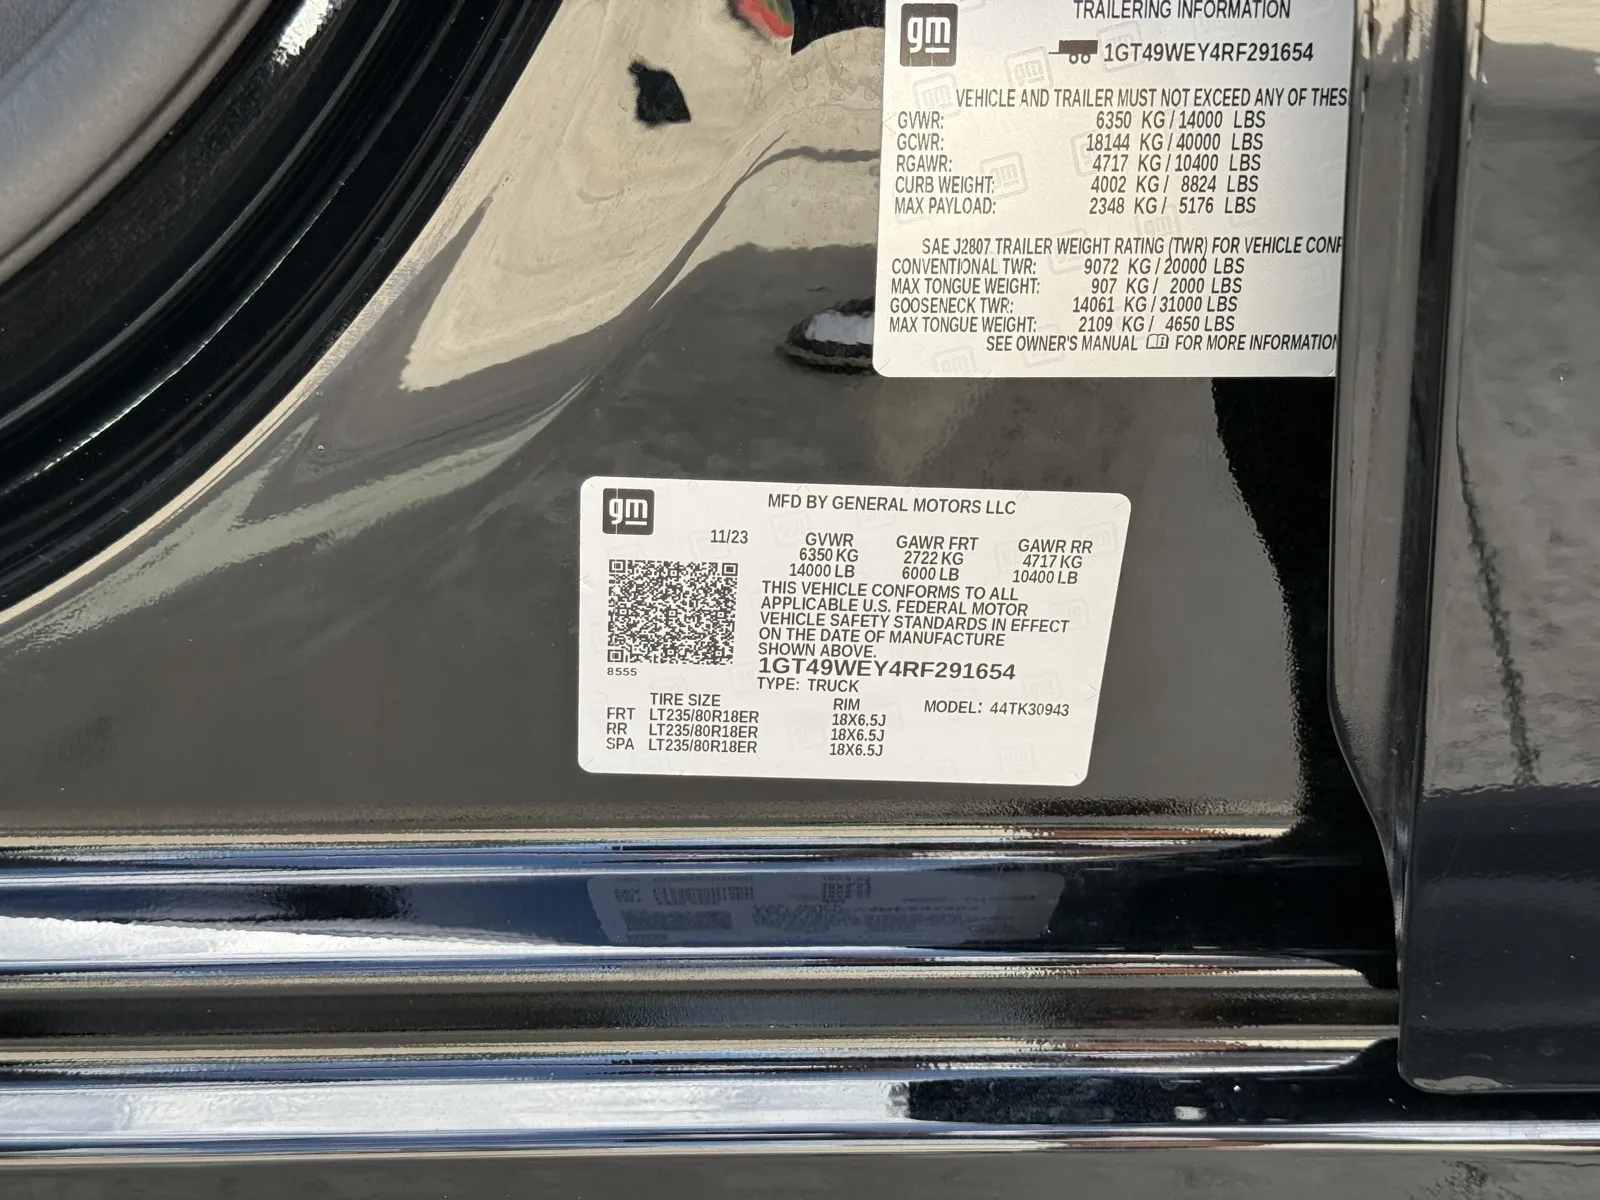 gm
TRAILERING INFORMATION
1GT49WEY4RF291654
VEHICLE AND TRAILER MUST NOT EXCEED ANY OF THES
GVWR: 6350 KG / 14000 LBS
GCWR: 18144 KG / 40000 LBS
RGAWR: 4717 KG / 10400 LBS
CURB WEIGHT: 4002 KG / 8824 LBS
MAX PAYLOAD: 2348 KG / 5176 LBS
SAE J2807 TRAILER WEIGHT RATING (TWR) FOR VEHICLE CONF
CONVENTIONAL TWR: 9072 KG / 20000 LBS
MAX TONGUE WEIGHT: 907 KG / 2000 LBS
GOOSENECK TWR: 14061 KG / 31000 LBS
MAX TONGUE WEIGHT: 2109 KG / 4650 LBS
SEE OWNER'S MANUAL FOR MORE INFORMATION
gm
MFD BY GENERAL MOTORS LLC
11/23 GVWR GAWR FRT GAWR RR
6350 KG 2722 KG 4717 KG
14000 LB 6000 LB 10400 LB
THIS VEHICLE CONFORMS TO ALL
APPLICABLE U.S. FEDERAL MOTOR
VEHICLE SAFETY STANDARDS IN EFFECT
ON THE DATE OF MANUFACTURE
SHOWN ABOVE.
8555
1GT49WEY4RF291654
TYPE: TRUCK
TIRE SIZE RIM MODEL: 44TK30943
FRT LT235/80R18ER 18X6.5J
RR LT235/80R18ER 18X6.5J
SPA LT235/80R18ER 18X6.5J